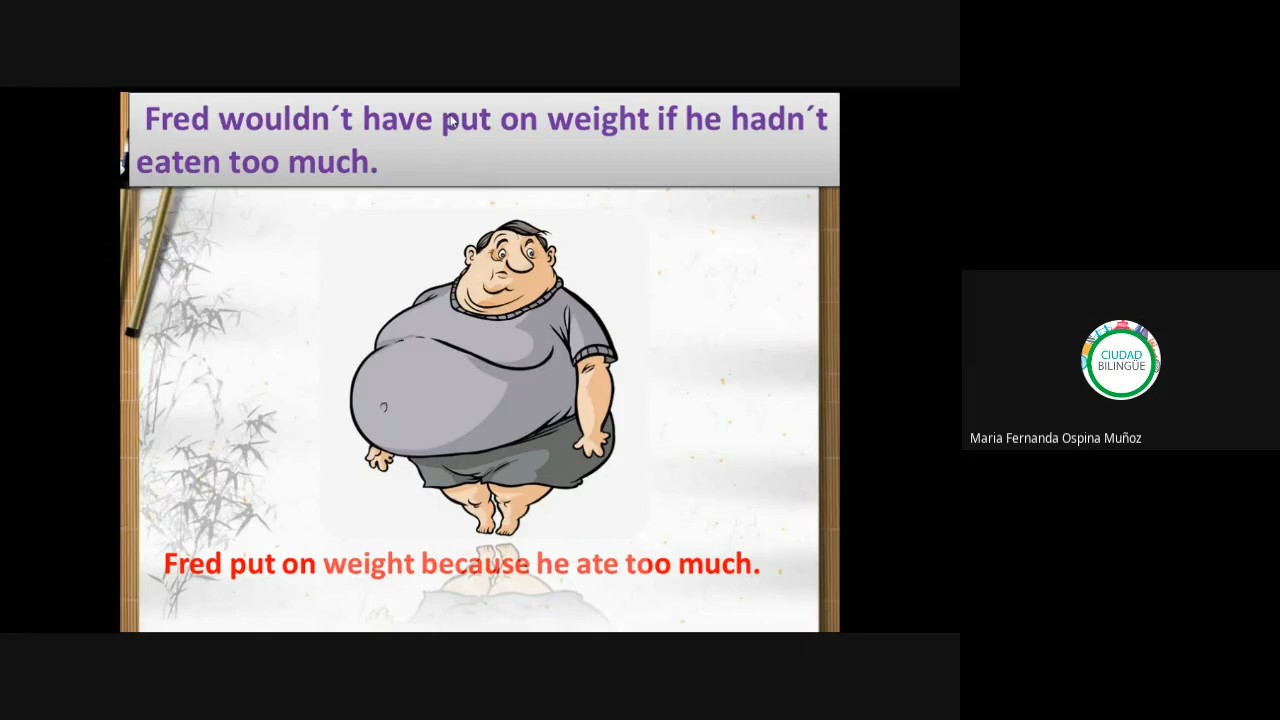 Fred wouldn´t have put on weight if he hadn´t
eaten too much.
Fred put on weight because he ate too much.
CIUDAD
BILINGÜE
Maria Fernanda Ospina Muñoz